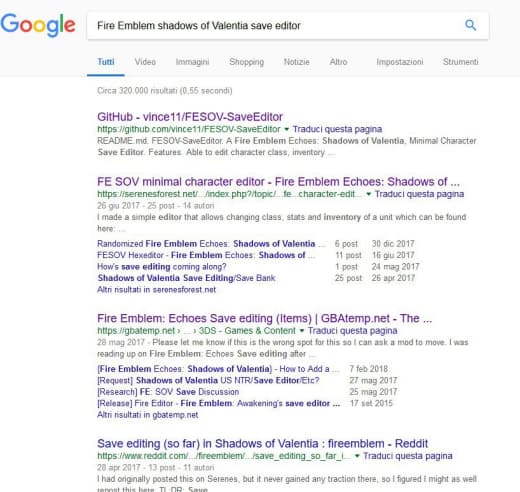 Google
Fire Emblem shadows of Valentia save editor
Tutti Video Immagini Shopping Notizie Altro Impostazioni Strumenti
Circa 320.000 risultati (0,55 secondi)
GitHub - vince11/FESOV-SaveEditor
https://github.com/vince11/FESOV-SaveEditor ▼ Traduci questa pagina
README.md. FESOV-SaveEditor. A Fire Emblem Echoes: Shadows of Valentia, Minimal Character
Save Editor. Features. Able to edit character class, inventory ...
FE SOV minimal character editor - Fire Emblem Echoes: Shadows of ...
https://serenesforest.net/.../index.php?/topic/...fe...character-edit... ▼ Traduci questa pagina
26 giu 2017 - 25 post - 14 autori
I made a simple editor that allows changing class, stats and inventory of a unit which can be found
here: ...
Randomized Fire Emblem Echoes: Shadows of Valentia ... 6 post 30 dic 2017
FESOV Hexeditor - Fire Emblem Echoes: Shadows of ... 11 post 16 giu 2017
How's save editing coming along? 1 post 24 mag 2017
Shadows of Valentia Save Editing/Save Bank 25 post 26 apr 2017
Altri risultati in serenesforest.net
Fire Emblem: Echoes Save editing (Items) | GBAtemp.net - The ...
https://gbatemp.net › ... › 3DS - Games & Content ▼ Traduci questa pagina
28 mag 2017 - Please let me know if this is the wrong spot for this so I can ask a mod to move. I was
reading up on Fire Emblem: Echoes Save editing after ...
[Fire Emblem Echoes: Shadows of Valentia} - How to Add a ... 7 feb 2018
[Request] Shadows of Valentia US NTR/Save Editor/Etc? 27 mag 2017
[Research] FE: SOV Save Discussion 25 mag 2017
[Release] Fire Editor - Fire Emblem: Awakening's save editor ... 17 set 2015
Altri risultati in gbatemp.net
Save editing (so far) in Shadows of Valentia : fireemblem - Reddit
https://www.reddit.com/.../fireemblem/.../save_editing_so_far_i... ▼ Traduci questa pagina
28 apr 2017 - 13 post - 11 autori
I had originally posted this on Serenes, but it never gained any traction there, so I figured I might as well
repost this here. TL;DR: Save